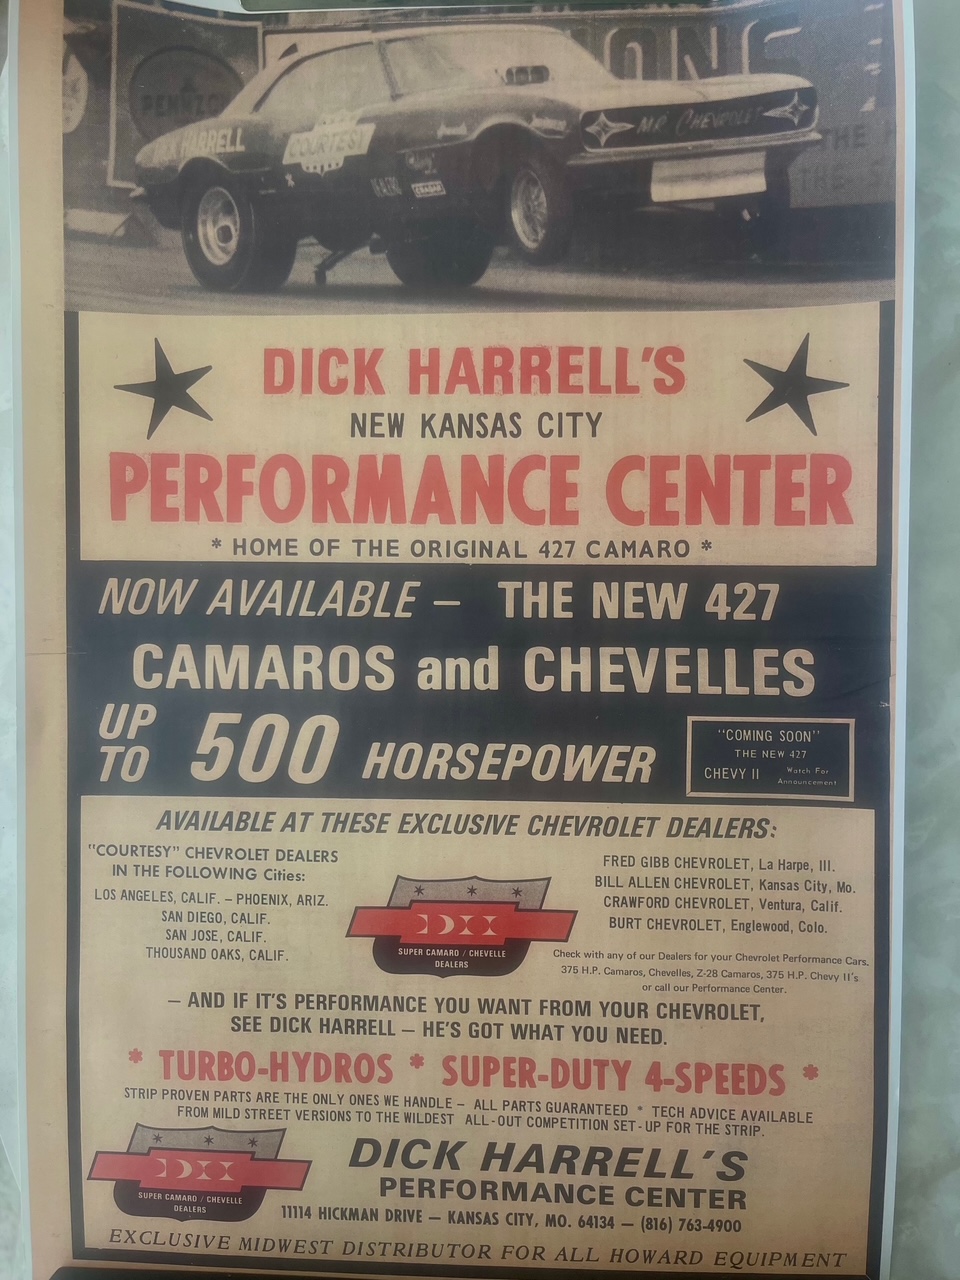 PENNZO
ONS
DICK HARRELL
COURTESY
MR. CHEVROLET
CRAGAR
THE
THE
DICK HARRELL'S
NEW KANSAS CITY
PERFORMANCE CENTER
* HOME OF THE ORIGINAL 427 CAMARO *
NOW AVAILABLE – THE NEW 427
CAMAROS and CHEVELLES
UP TO 500 HORSEPOWER
"COMING SOON"
THE NEW 427
CHEVY II Watch For Announcement
AVAILABLE AT THESE EXCLUSIVE CHEVROLET DEALERS:
"COURTESY" CHEVROLET DEALERS
IN THE FOLLOWING Cities:
LOS ANGELES, CALIF. – PHOENIX, ARIZ.
SAN DIEGO, CALIF.
SAN JOSE, CALIF.
THOUSAND OAKS, CALIF.
SUPER CAMARO / CHEVELLE
DEALERS
FRED GIBB CHEVROLET, La Harpe, Ill.
BILL ALLEN CHEVROLET, Kansas City, Mo.
CRAWFORD CHEVROLET, Ventura, Calif.
BURT CHEVROLET, Englewood, Colo.
Check with any of our Dealers for your Chevrolet Performance Cars.
375 H.P. Camaros, Chevelles, Z-28 Camaros, 375 H.P. Chevy II's
or call our Performance Center.
– AND IF IT'S PERFORMANCE YOU WANT FROM YOUR CHEVROLET,
SEE DICK HARRELL – HE'S GOT WHAT YOU NEED.
* TURBO-HYDROS * SUPER-DUTY 4-SPEEDS *
STRIP PROVEN PARTS ARE THE ONLY ONES WE HANDLE – ALL PARTS GUARANTEED * TECH ADVICE AVAILABLE
FROM MILD STREET VERSIONS TO THE WILDEST ALL-OUT COMPETITION SET-UP FOR THE STRIP.
SUPER CAMARO / CHEVELLE
DEALERS
DICK HARRELL'S
PERFORMANCE CENTER
11114 HICKMAN DRIVE – KANSAS CITY, MO. 64134 – (816) 763-4900
EXCLUSIVE MIDWEST DISTRIBUTOR FOR ALL HOWARD EQUIPMENT